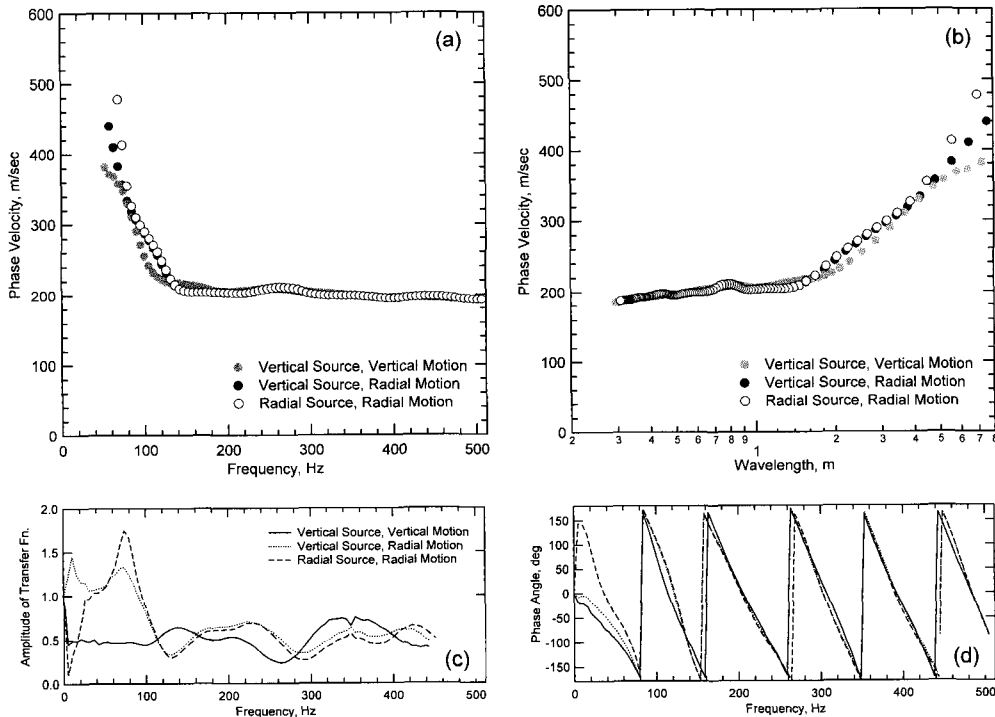 600
500
400
300
200
100
0
Phase Velocity, m/sec
(a)
Vertical Source, Vertical Motion
Vertical Source, Radial Motion
Radial Source, Radial Motion
0 100 200 300 400 500
Frequency, Hz
600
500
400
300
200
100
0
Phase Velocity, m/sec
(b)
Vertical Source, Vertical Motion
Vertical Source, Radial Motion
Radial Source, Radial Motion
2 3 4 5 6 7 8 9 1 2 3 4 5 6 7 8
Wavelength, m
2.0
1.5
1.0
0.5
0.0
Amplitude of Transfer Fn.
Vertical Source, Vertical Motion
Vertical Source, Radial Motion
Radial Source, Radial Motion
(c)
0 100 200 300 400 500
Frequency, Hz
150
100
50
0
-50
-100
-150
Phase Angle, deg
(d)
0 100 200 300 400 500
Frequency, Hz